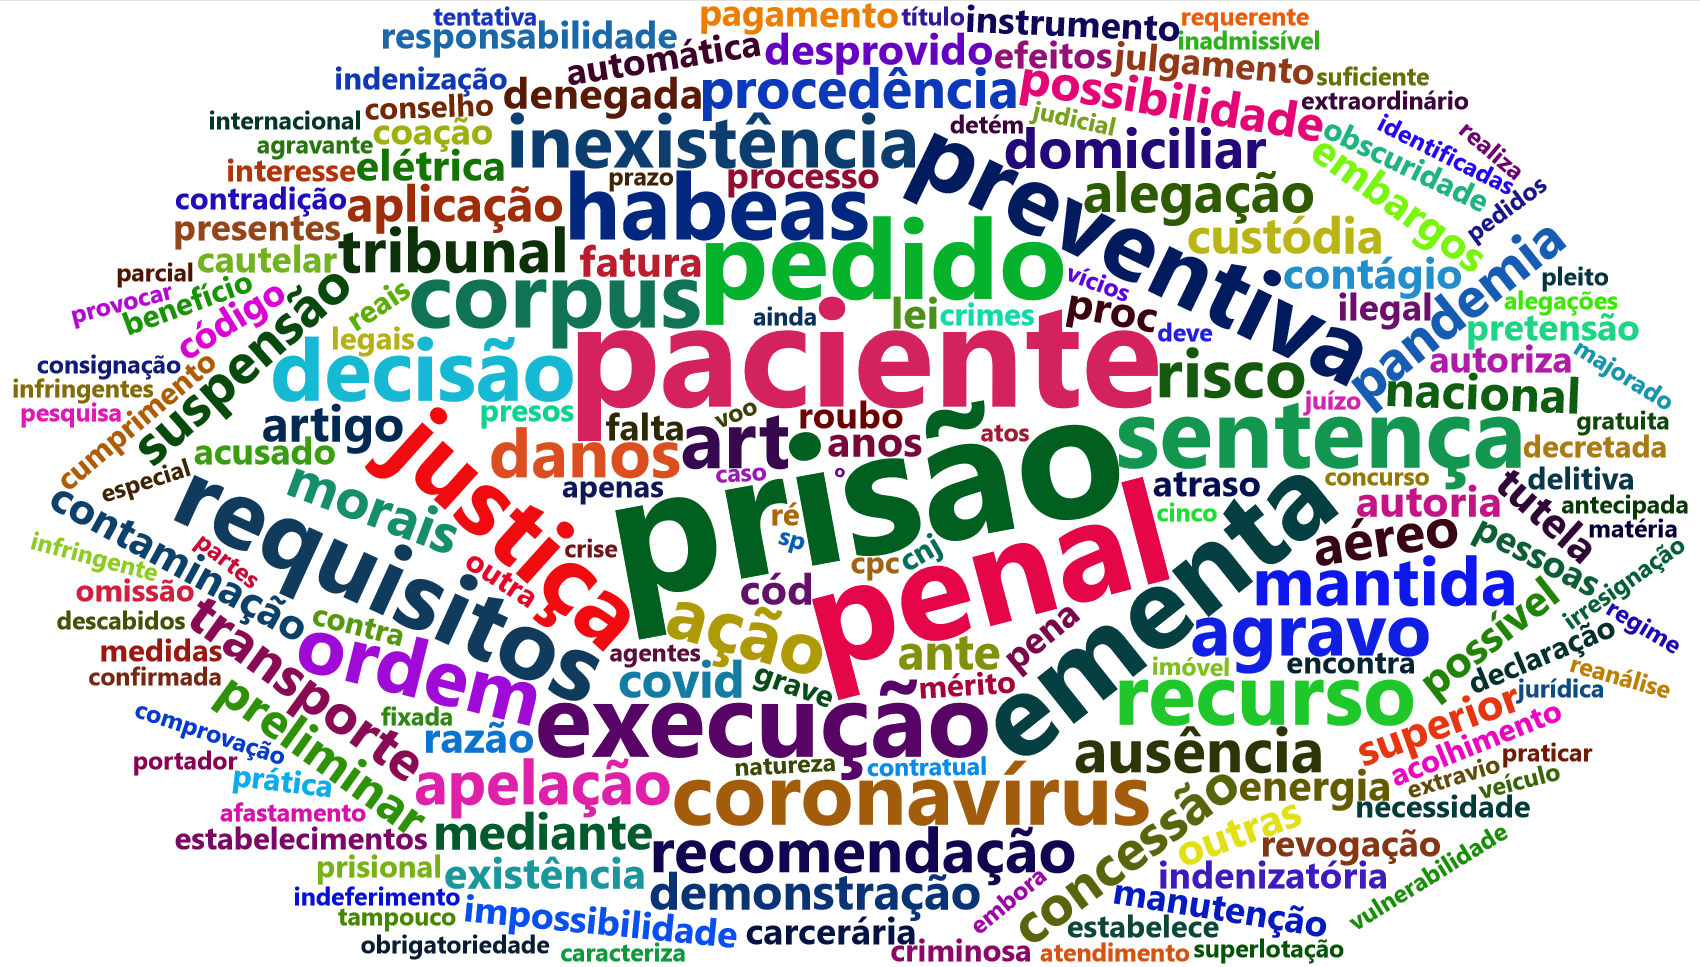 tentativa
pagamento
título
instrumento
requerente
responsabilidade
automática
desprovido
efeitos
julgamento
inadmissível
indenização
conselho
denegada
procedência
possibilidade
suficiente
extraordinário
internacional
coação
inexistência
detém
judicial
domiciliar
obscuridade
identificadas
realiza
agravante
interesse
elétrica
prazo
processo
preventiva
alegação
embargos
pedidos
contradição
aplicação
habeas
pedido
custódia
presentes
tribunal
fatura
contágio
pandemia
pleito
parcial
cautelar
provocar
benefício
código
suspensão
reais
corpus
vícios
ilegal
alegações
legais
ainda
lei
crimes
proc
deve
pretensão
consignação
decisão
paciente
risco
autoriza
majorado
infringentes
cumprimento
presos
voo
roubo
juízo
nacional
pesquisa
artigo
justiça
falta
art
anos
atos
sentença
gratuita
acusado
danos
prisão
decretada
especial
morais
apenas
caso
º
atraso
concurso
tutela
delitiva
contaminação
requisitos
ré
sp
cinco
autoria
antecipada
infringente
partes
outra
crise
cpc
cnj
ementa
aéreo
pessoas
matéria
omissão
cód
penal
mantida
irresignação
descabidos
transporte
contra
ação
pena
agravo
possível
regime
medidas
ordem
agentes
ante
imóvel
encontra
declaração
confirmada
covid
grave
mérito
recurso
reanálise
jurídica
comprovação
preliminar
fixada
razão
execução
superior
acolhimento
portador
natureza
contratual
ausência
praticar
prática
apelação
coronavírus
concessão
energia
extravio
veículo
afastamento
necessidade
estabelecimentos
mediante
recomendação
outras
revogação
vulnerabilidade
prisional
existência
indenizatória
indeferimento
demonstração
embora
manutenção
tampouco
impossibilidade
carcerária
estabelece
obrigatoriedade
caracteriza
criminosa
atendimento
superlotação